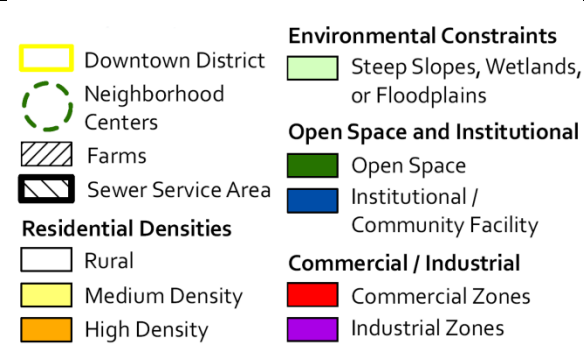 Downtown District
Neighborhood
Centers
Farms
Sewer Service Area
Residential Densities
Rural
Medium Density
High Density
Environmental Constraints
Steep Slopes, Wetlands,
or Floodplains
Open Space and Institutional
Open Space
Institutional /
Community Facility
Commercial / Industrial
Commercial Zones
Industrial Zones